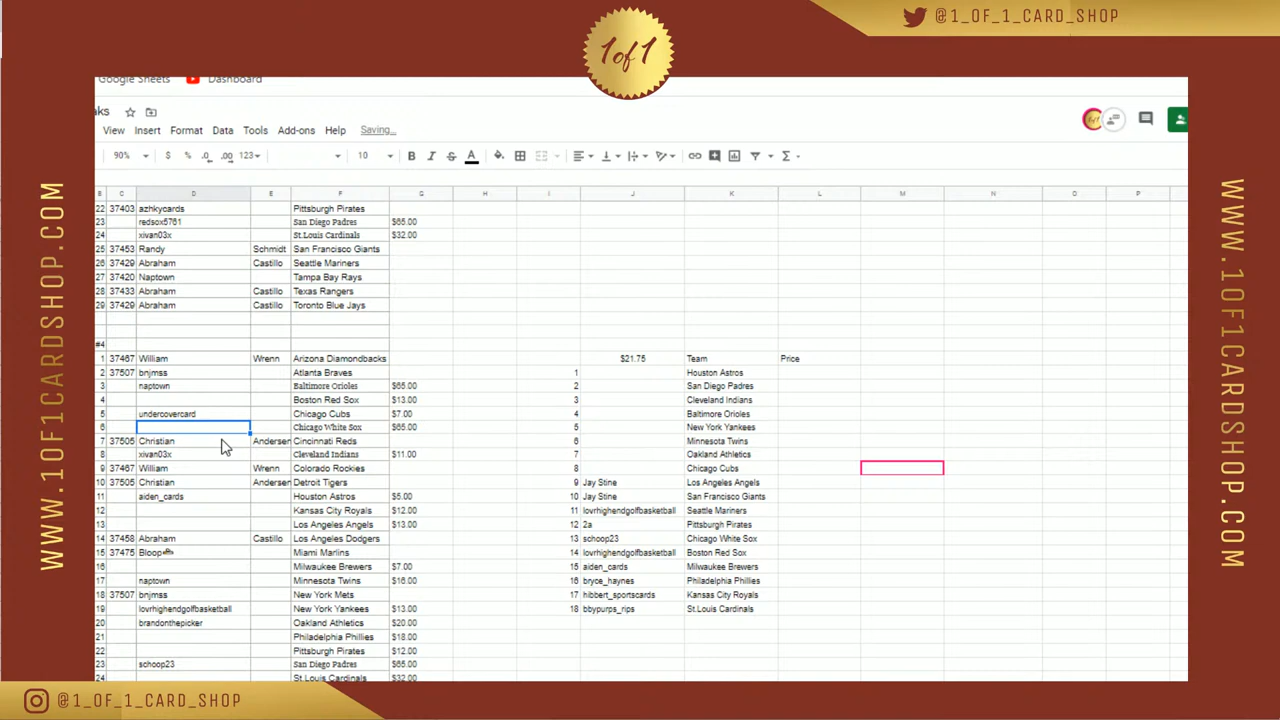 @1_OF_1_CARD_SHOP
1of1
Google Sheets Dashboard
aks
View Insert Format Data Tools Add-ons Help Saving...
90% $ % .0 .00 123 10 B I S A
B C D E F G H I J K L M N O P
22 37403 azhkycards Pittsburgh Pirates
23 redsox5761 San Diego Padres $65.00
24 xivan03x St.Louis Cardinals $32.00
25 37453 Randy Schmidt San Francisco Giants
26 37429 Abraham Castillo Seattle Mariners
27 37420 Naptown Tampa Bay Rays
28 37433 Abraham Castillo Texas Rangers
29 37429 Abraham Castillo Toronto Blue Jays
#4
1 37467 William Wrenn Arizona Diamondbacks $21.75 Team Price
2 37507 bnjmss Atlanta Braves 1 Houston Astros
3 naptown Baltimore Orioles $65.00 2 San Diego Padres
4 Boston Red Sox $13.00 3 Cleveland Indians
5 undercovercard Chicago Cubs $7.00 4 Baltimore Orioles
6 Chicago White Sox $65.00 5 New York Yankees
7 37505 Christian Andersen Cincinnati Reds 6 Minnesota Twins
8 xivan03x Cleveland Indians $11.00 7 Oakland Athletics
9 37467 William Wrenn Colorado Rockies 8 Chicago Cubs
10 37505 Christian Andersen Detroit Tigers 9 Jay Stine Los Angeles Angels
11 aiden_cards Houston Astros $5.00 10 Jay Stine San Francisco Giants
12 Kansas City Royals $12.00 11 lovrhighendgolfbasketball Seattle Mariners
13 Los Angeles Angels $13.00 12 2a Pittsburgh Pirates
14 37458 Abraham Castillo Los Angeles Dodgers 13 schoop23 Chicago White Sox
15 37475 Bloop Miami Marlins 14 lovrhighendgolfbasketball Boston Red Sox
16 Milwaukee Brewers $7.00 15 aiden_cards Milwaukee Brewers
17 naptown Minnesota Twins $16.00 16 bryce_haynes Philadelphia Phillies
18 37507 bnjmss New York Mets 17 hibbert_sportscards Kansas City Royals
19 lovrhighendgolfbasketball New York Yankees $13.00 18 bbypurps_rips St.Louis Cardinals
20 brandonthepicker Oakland Athletics $20.00
21 Philadelphia Phillies $18.00
22 Pittsburgh Pirates $12.00
23 schoop23 San Diego Padres $65.00
24 St.Louis Cardinals $32.00
WWW.1OF1CARDSHOP.COM
WWW.1OF1CARDSHOP.COM
@1_OF_1_CARD_SHOP